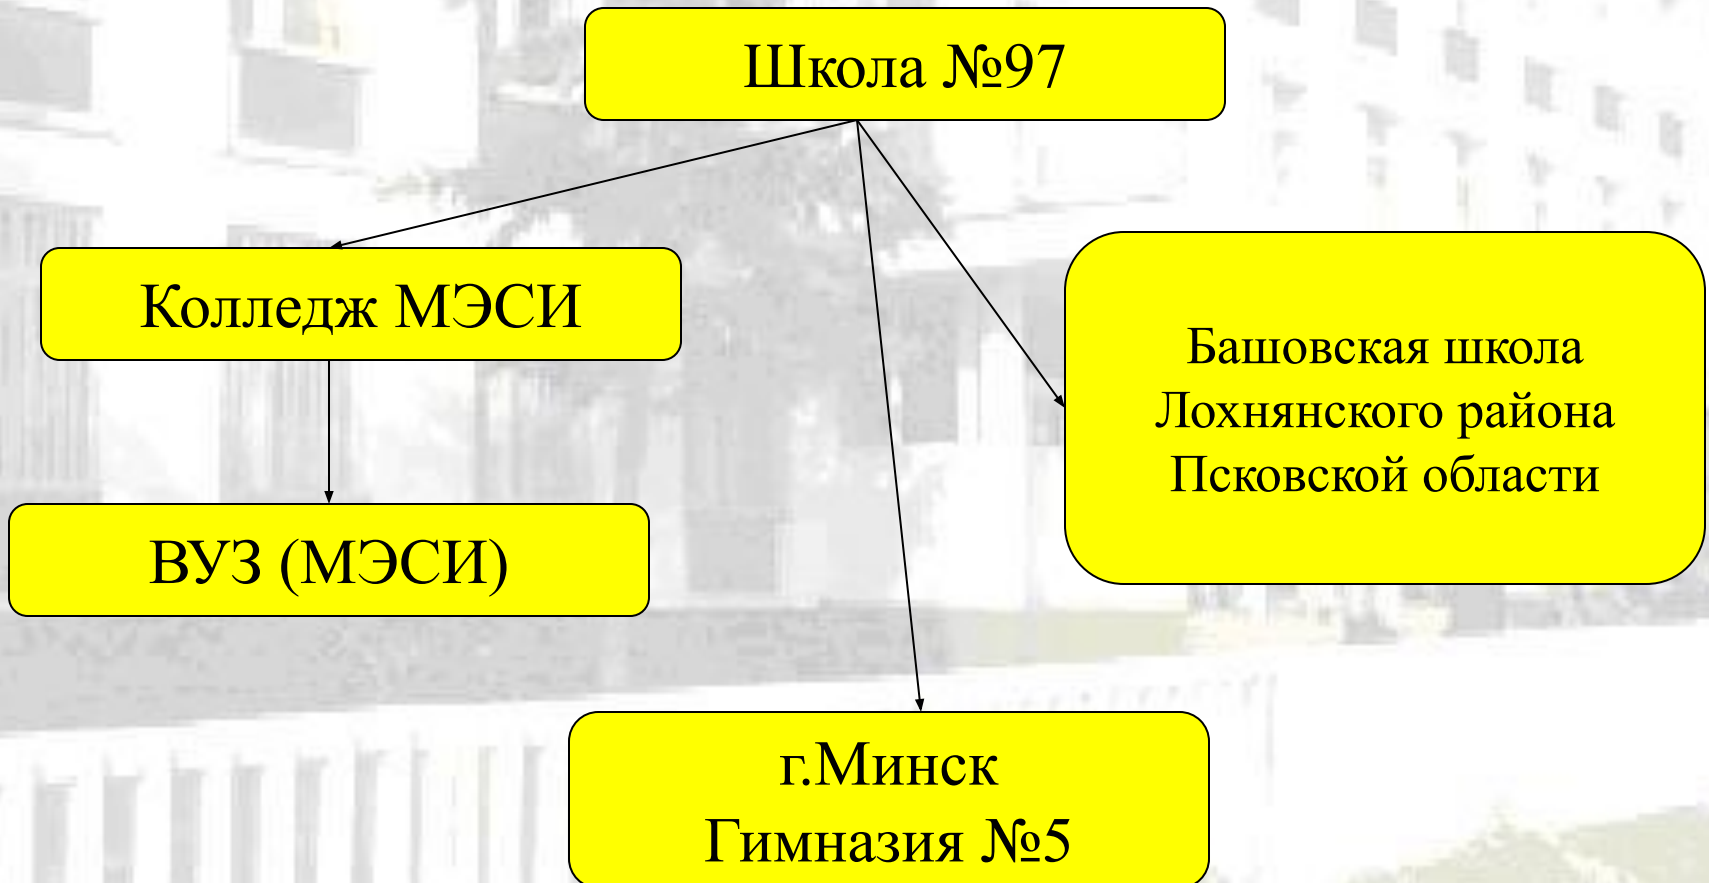 Школа №97
Колледж МЭСИ
Башовская школа
Лохнянского района
Псковской области
ВУЗ (МЭСИ)
г.Минск
Гимназия №5